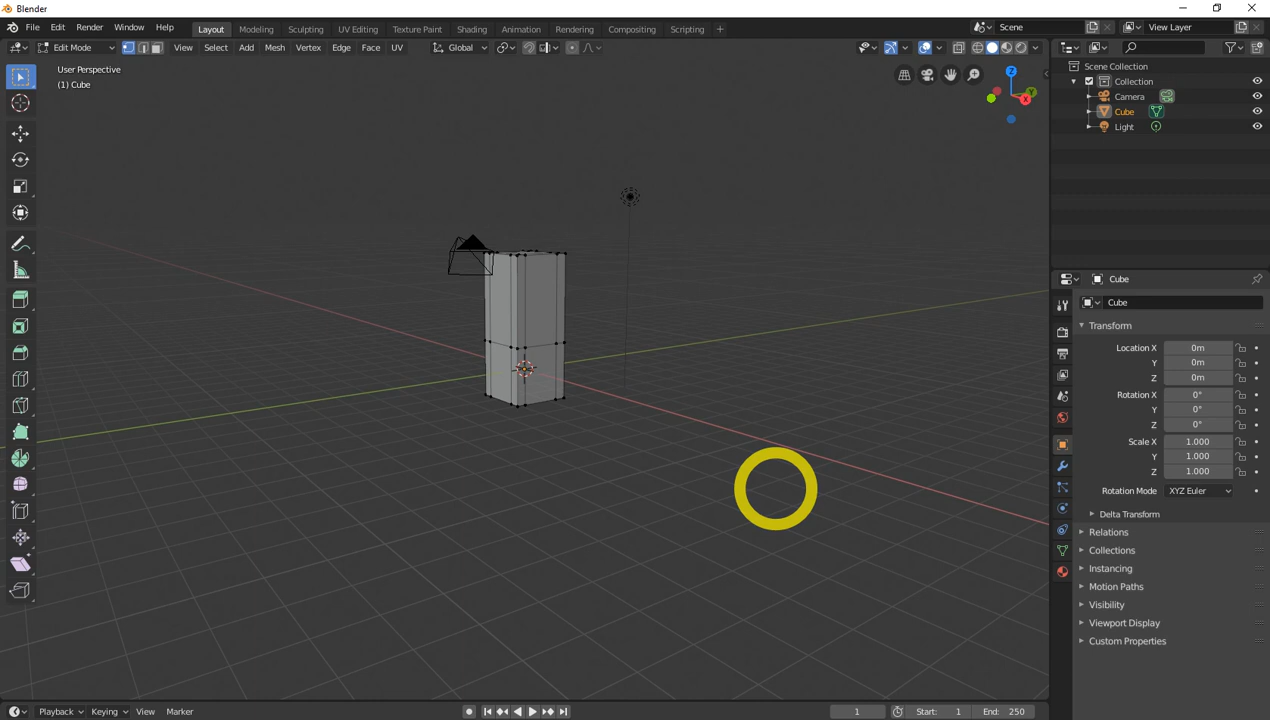 Blender
File Edit Render Window Help Layout Modeling Sculpting UV Editing Texture Paint Shading Animation Rendering Compositing Scripting + Scene View Layer
Edit Mode View Select Add Mesh Vertex Edge Face UV Global
User Perspective
(1) Cube
Z
Y
X
Scene Collection
Collection
Camera
Cube
Light
Cube
Cube
Transform
Location X 0m
Y 0m
Z 0m
Rotation X 0°
Y 0°
Z 0°
Scale X 1.000
Y 1.000
Z 1.000
Rotation Mode XYZ Euler
Delta Transform
Relations
Collections
Instancing
Motion Paths
Visibility
Viewport Display
Custom Properties
Playback Keying View Marker 1 Start: 1 End: 250